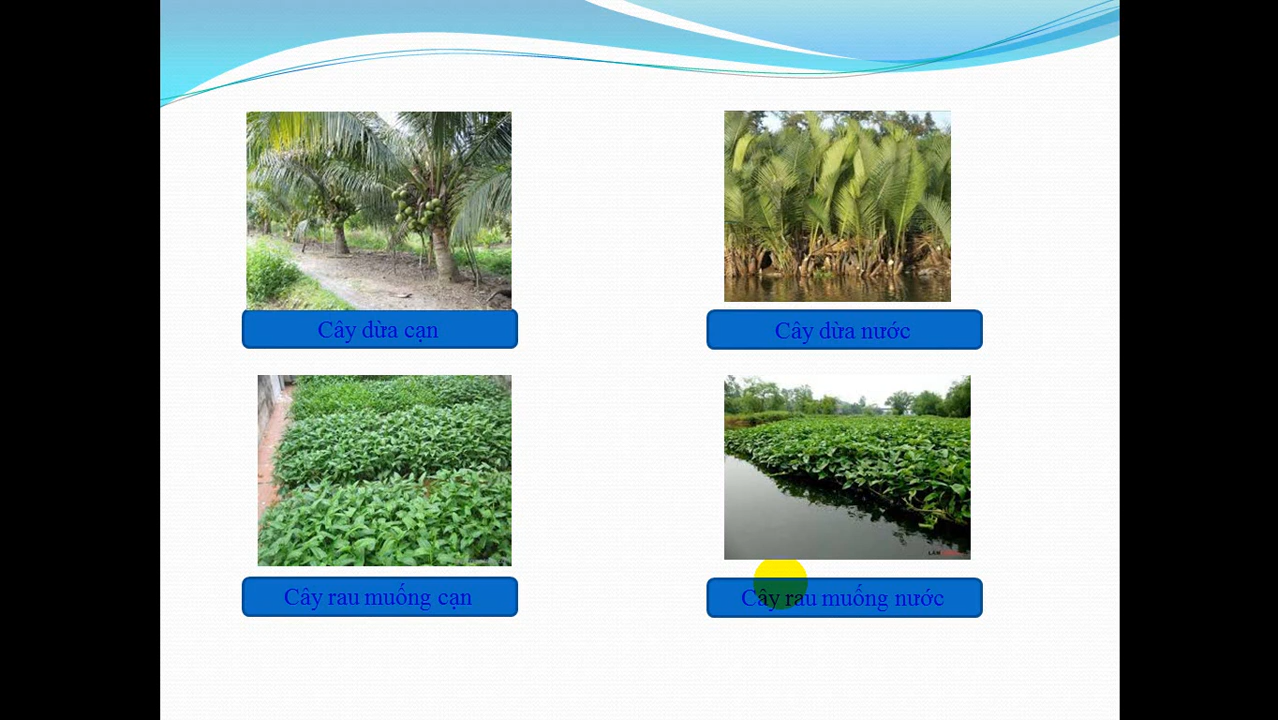 Cây dừa cạn
Cây dừa nước
Cây rau muống cạn
Cây rau muống nước